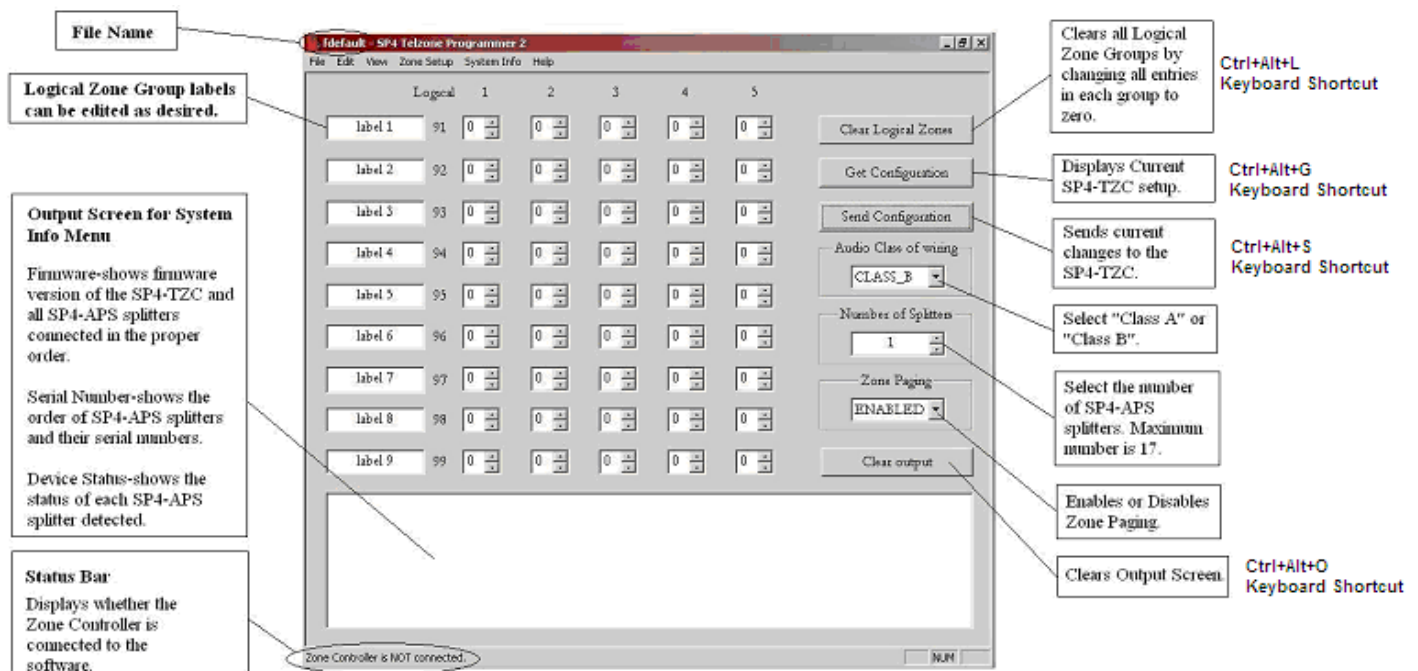 File Name
Logical Zone Group labels
can be edited as desired.
Output Screen for System
Info Menu
Firmware-shows firmware
version of the SP4-TZC and
all SP4-APS splitters
connected in the proper
order.
Serial Number-shows the
order of SP4-APS splitters
and their serial numbers.
Device Status-shows the
status of each SP4-APS
splitter detected.
Status Bar
Displays whether the
Zone Controller is
connected to the
software.
fdefault - SP4 Telzone Programmer 2
File Edit View Zone Setup System Info Help
Logical 1 2 3 4 5
label 1 91 0 0 0 0 0
label 2 92 0 0 0 0 0
label 3 93 0 0 0 0 0
label 4 94 0 0 0 0 0
label 5 95 0 0 0 0 0
label 6 96 0 0 0 0 0
label 7 97 0 0 0 0 0
label 8 98 0 0 0 0 0
label 9 99 0 0 0 0 0
Clear Logical Zones
Get Configuration
Send Configuration
Audio Class of wiring
CLASS_B
Number of Splitters
1
Zone Paging
ENABLED
Clear output
Zone Controller is NOT connected.
NUM
Clears all Logical
Zone Groups by
changing all entries
in each group to
zero.
Ctrl+Alt+L
Keyboard Shortcut
Displays Current
SP4-TZC setup.
Ctrl+Alt+G
Keyboard Shortcut
Sends current
changes to the
SP4-TZC.
Ctrl+Alt+S
Keyboard Shortcut
Select "Class A" or
"Class B".
Select the number
of SP4-APS
splitters. Maximum
number is 17.
Enables or Disables
Zone Paging.
Clears Output Screen.
Ctrl+Alt+O
Keyboard Shortcut